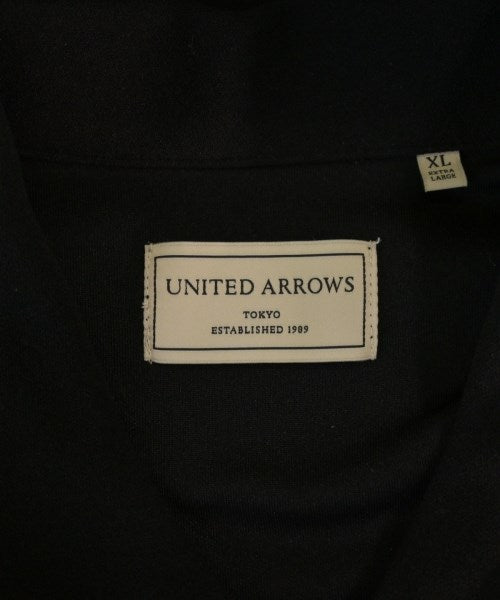 XL
EXTRA
LARGE
UNITED ARROWS
TOKYO
ESTABLISHED 1989